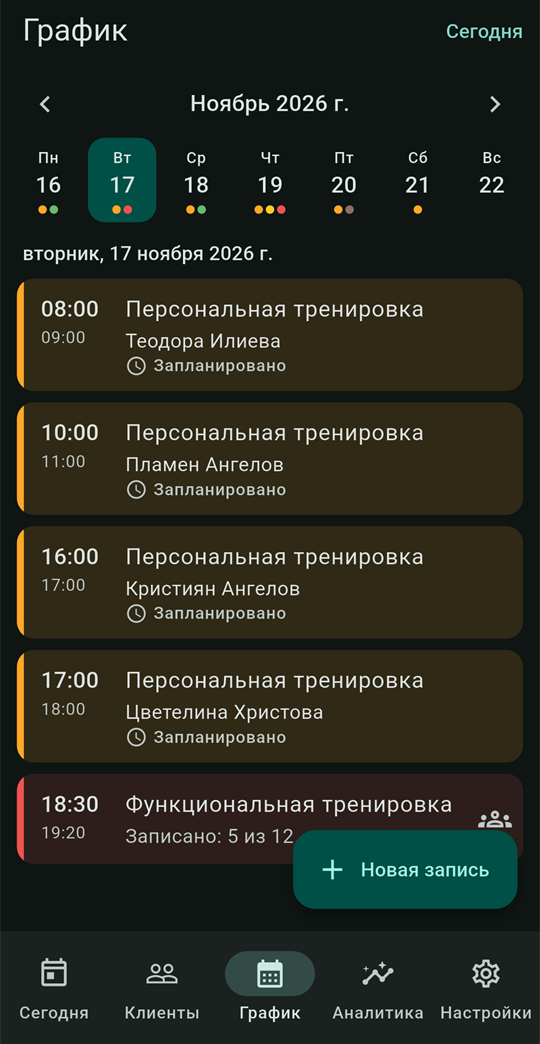 График
Сегодня
Ноябрь 2026 г.
Пн Вт Ср Чт Пт Сб Вс
16 17 18 19 20 21 22
вторник, 17 ноября 2026 г.
08:00 Персональная тренировка
09:00 Теодора Илиева
Запланировано
10:00 Персональная тренировка
11:00 Пламен Ангелов
Запланировано
16:00 Персональная тренировка
17:00 Кристиян Ангелов
Запланировано
17:00 Персональная тренировка
18:00 Цветелина Христова
Запланировано
18:30 Функциональная тренировка
19:20 Записано: 5 из 12
Новая запись
Сегодня Клиенты График Аналитика Настройки